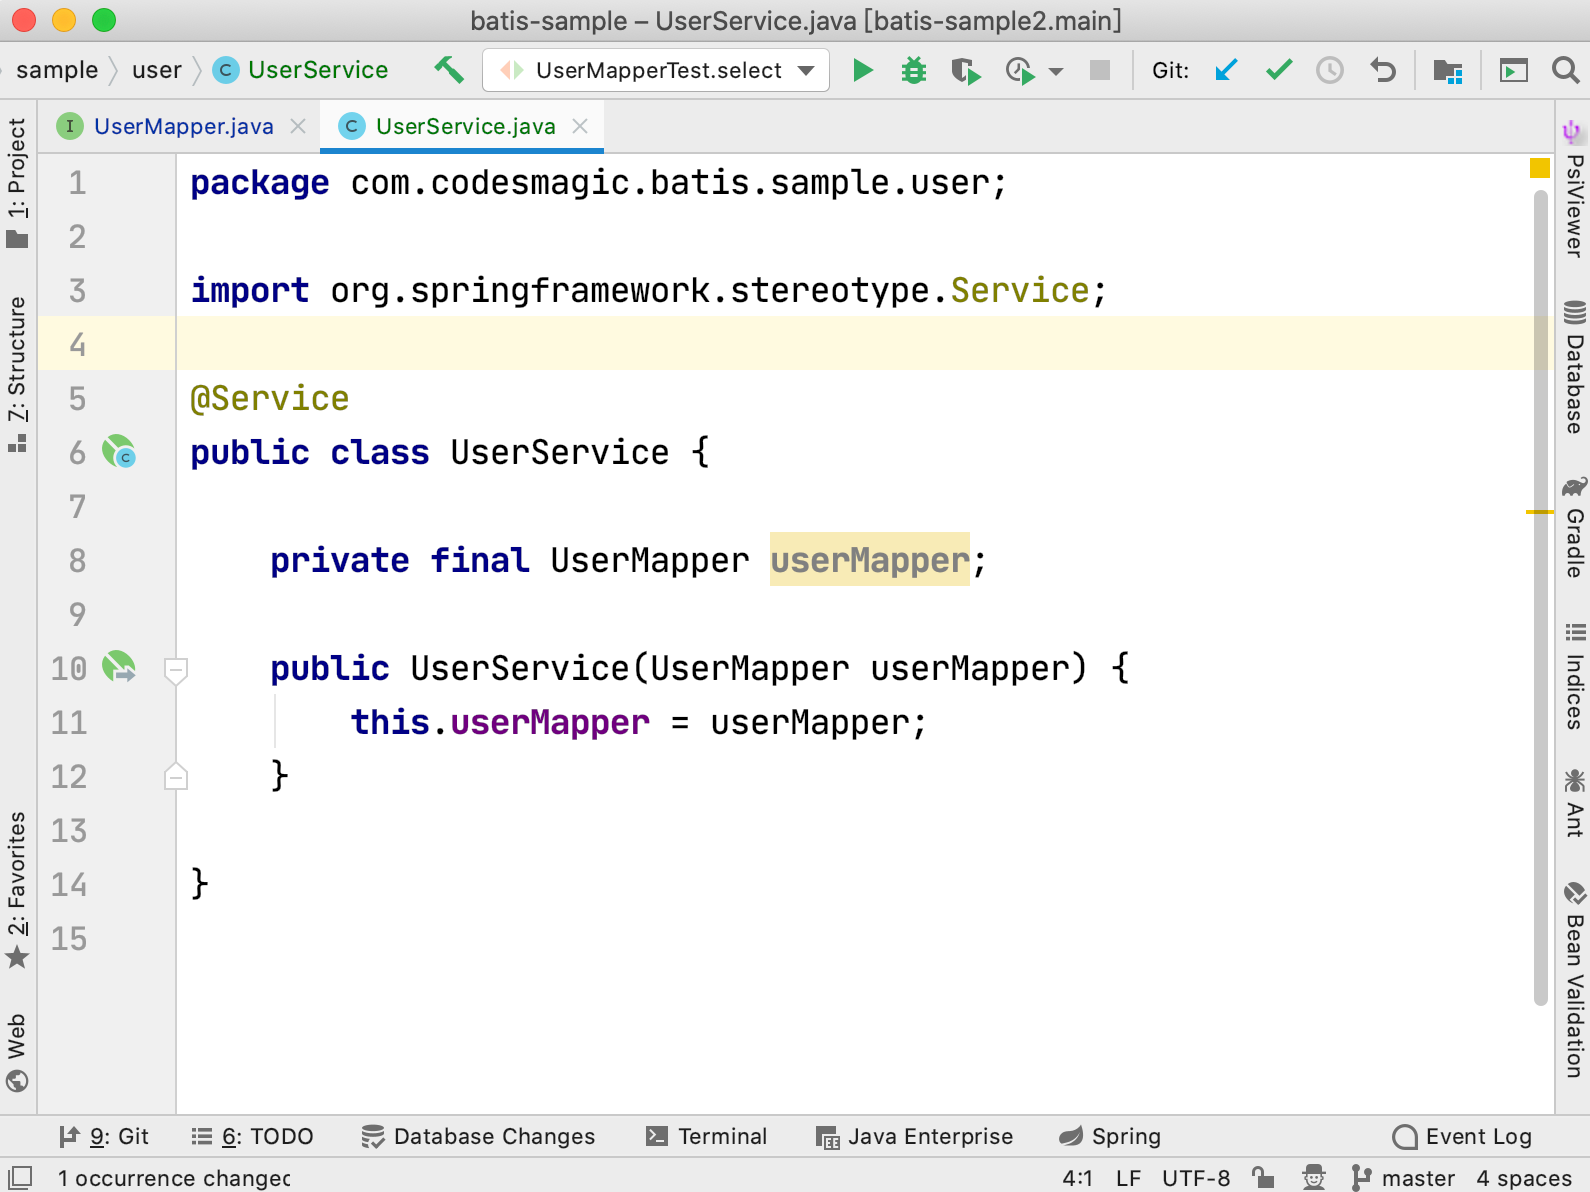 batis-sample – UserService.java [batis-sample2.main]
sample user C UserService UserMapperTest.select Git:
I UserMapper.java C UserService.java
1: Project
7: Structure
2: Favorites
Web
1 package com.codesmagic.batis.sample.user;
2
3 import org.springframework.stereotype.Service;
4
5 @Service
6 public class UserService {
7
8 private final UserMapper userMapper;
9
10 public UserService(UserMapper userMapper) {
11 this.userMapper = userMapper;
12 }
13
14 }
15
PsiViewer
Database
Gradle
Indices
Ant
Bean Validation
9: Git 6: TODO Database Changes Terminal Java Enterprise Spring Event Log
1 occurrence changed 4:1 LF UTF-8 master 4 spaces